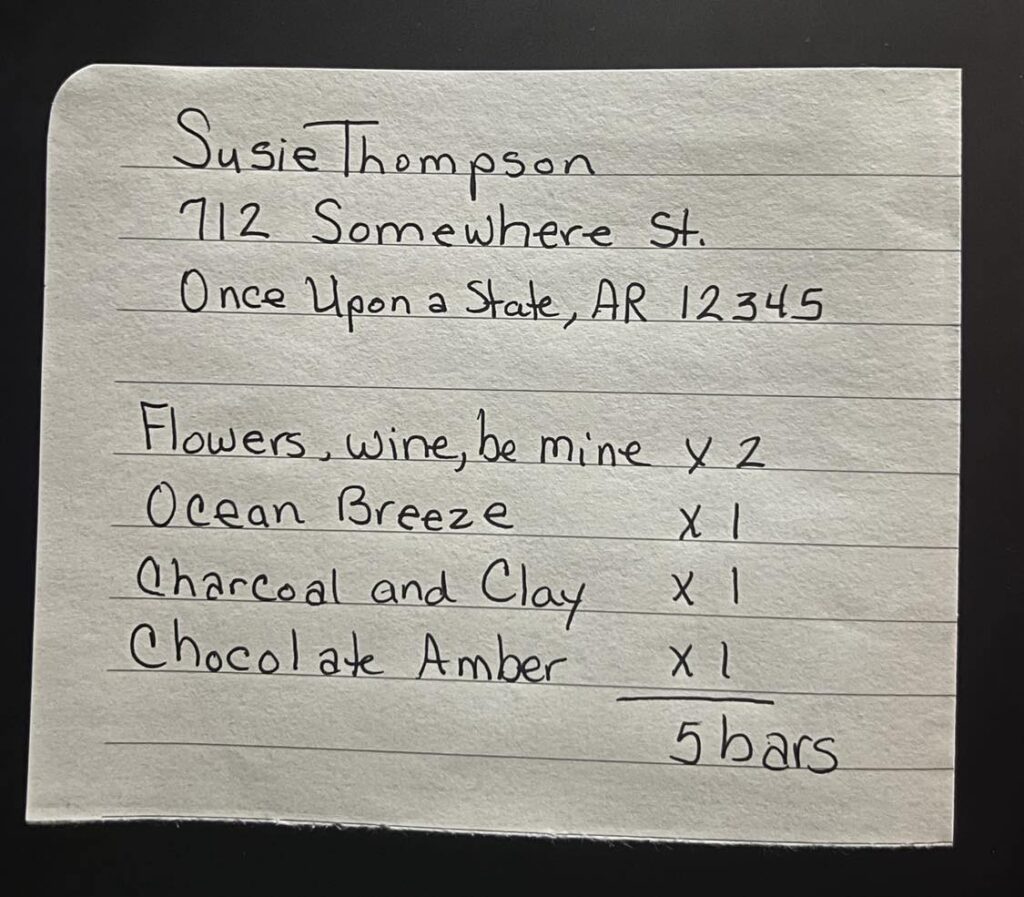 Susie Thompson
712 Somewhere St.
Once Upon a State, AR 12345
Flowers, wine, be mine x 2
Ocean Breeze x 1
Charcoal and Clay x 1
Chocolate Amber x 1
5 bars